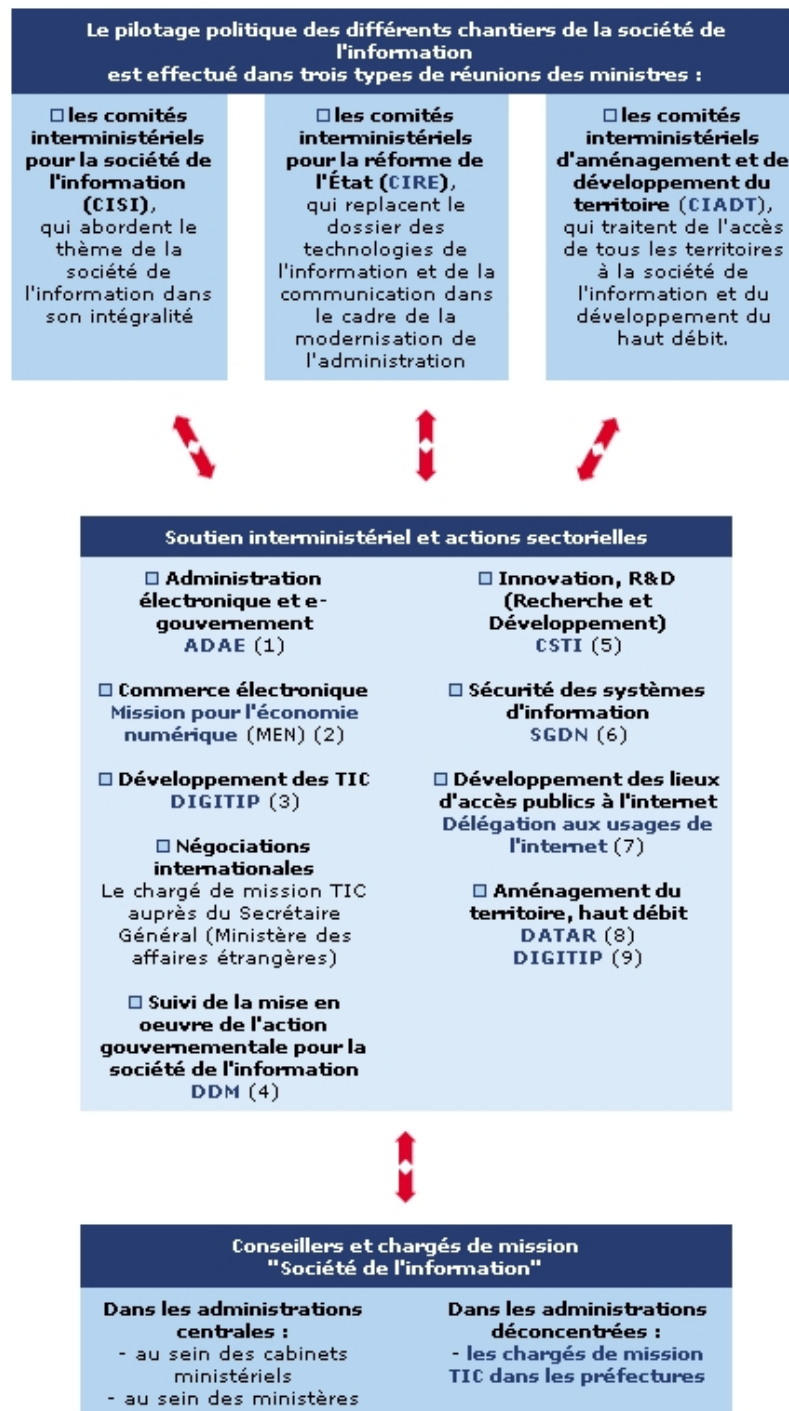 Le pilotage politique des différents chantiers de la société de
l'information
est effectué dans trois types de réunions des ministres :
les comités
interministériels
pour la société de
l'information
(CISI),
qui abordent le
thème de la
société de
l'information dans
son intégralité
les comités
interministériels
pour la réforme de
l'État (CIRE),
qui replacent le
dossier des
technologies de
l'information et de la
communication dans
le cadre de la
modernisation de
l'administration
les comités
interministériels
d'aménagement et de
développement du
territoire (CIADT),
qui traitent de l'accès
de tous les territoires
à la société de
l'information et du
développement du
haut débit.
Soutien interministériel et actions sectorielles
Administration
électronique et e-
gouvernement
ADAE (1)
Commerce électronique
Mission pour l'économie
numérique (MEN) (2)
Développement des TIC
DIGITIP (3)
Négociations
internationales
Le chargé de mission TIC
auprès du Secrétaire
Général (Ministère des
affaires étrangères)
Suivi de la mise en
oeuvre de l'action
gouvernementale pour la
société de l'information
DDM (4)
Innovation, R&D
(Recherche et
Développement)
CSTI (5)
Sécurité des systèmes
d'information
SGDN (6)
Développement des lieux
d'accès publics à l'internet
Délégation aux usages de
l'internet (7)
Aménagement du
territoire, haut débit
DATAR (8)
DIGITIP (9)
Conseillers et chargés de mission
"Société de l'information"
Dans les administrations
centrales :
- au sein des cabinets
ministériels
- au sein des ministères
Dans les administrations
déconcentrées :
- les chargés de mission
TIC dans les préfectures